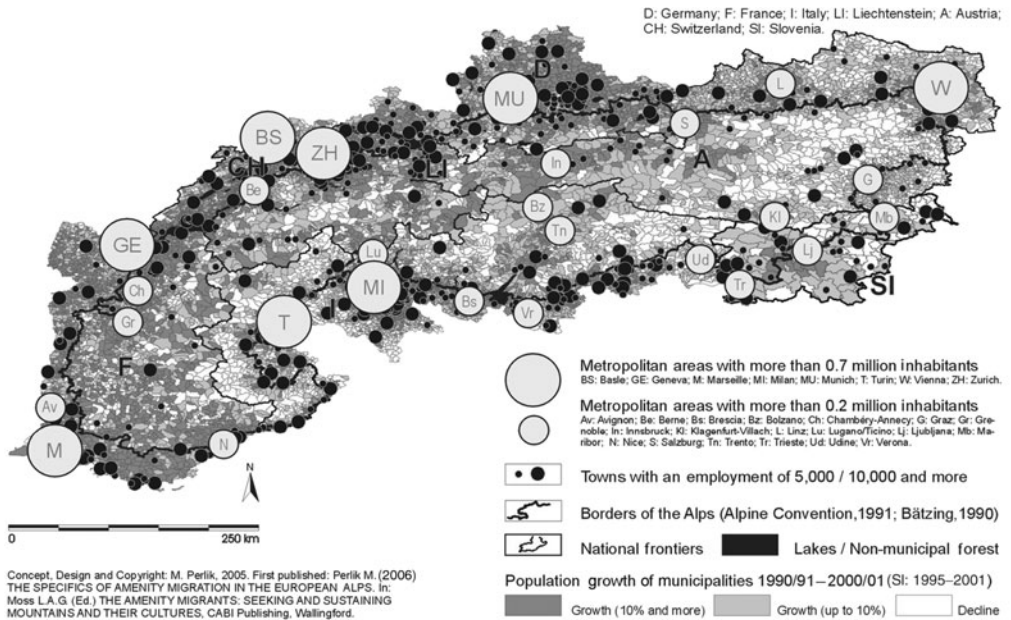 D: Germany; F: France; I: Italy; LI: Liechtenstein; A: Austria;
CH: Switzerland; SI: Slovenia.
D
MU
L
W
S
BS
ZH
CH
LI
A
In
Be
G
Bz
Kl
Mb
Tn
GE
Lu
Ud
Lj
SI
Ch
MI
Tr
I
Bs
Vr
Gr
T
F
Av
M
N
N
0
250 km
Metropolitan areas with more than 0.7 million inhabitants
BS: Basle; GE: Geneva; M: Marseille; MI: Milan; MU: Munich; T: Turin; W: Vienna; ZH: Zurich.
Metropolitan areas with more than 0.2 million inhabitants
Av: Avignon; Be: Berne; Bs: Brescia; Bz: Bolzano; Ch: Chambéry-Annecy; G: Graz; Gr: Gre-
noble; In: Innsbruck; Kl: Klagenfurt-Villach; L: Linz; Lu: Lugano/Ticino; Lj: Ljubljana; Mb: Ma-
ribor; N: Nice; S: Salzburg; Tn: Trento; Tr: Trieste; Ud: Udine; Vr: Verona.
Towns with an employment of 5,000 / 10,000 and more
Borders of the Alps (Alpine Convention,1991; Bätzing,1990)
National frontiers
Lakes / Non-municipal forest
Population growth of municipalities 1990/91–2000/01 (SI: 1995–2001)
Growth (10% and more)
Growth (up to 10%)
Decline
Concept, Design and Copyright: M. Perlik, 2005. First published: Perlik M.(2006)
THE SPECIFICS OF AMENITY MIGRATION IN THE EUROPEAN ALPS. In:
Moss L.A.G. (Ed.) THE AMENITY MIGRANTS: SEEKING AND SUSTAINING
MOUNTAINS AND THEIR CULTURES, CABI Publishing, Wallingford.